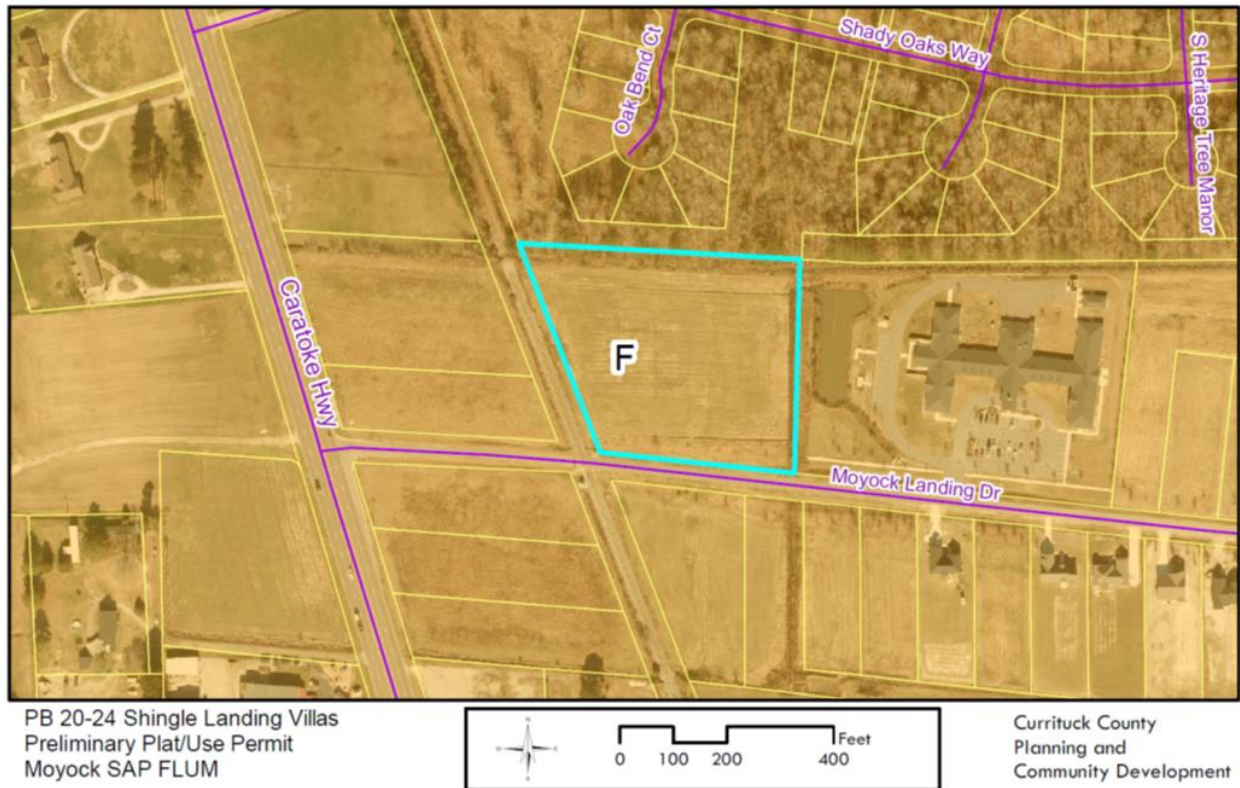 Shady Oaks Way
Oak Bend Ct
S Heritage Tree Manor
Caratoke Hwy
F
Moyock Landing Dr
PB 20-24 Shingle Landing Villas
Preliminary Plat/Use Permit
Moyock SAP FLUM
N
W E
S
Feet
0 100 200 400
Currituck County
Planning and
Community Development